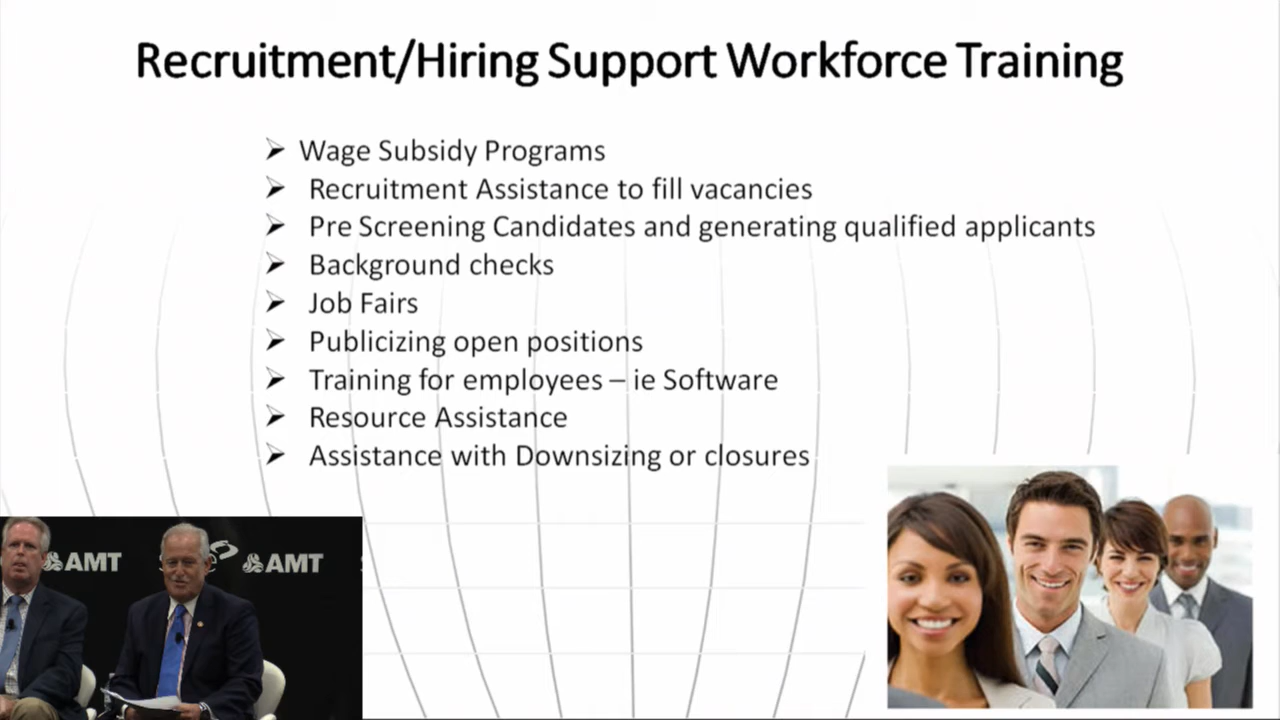 Recruitment/Hiring Support Workforce Training
Wage Subsidy Programs
Recruitment Assistance to fill vacancies
Pre Screening Candidates and generating qualified applicants
Background checks
Job Fairs
Publicizing open positions
Training for employees – ie Software
Resource Assistance
Assistance with Downsizing or closures
AMT
AMT